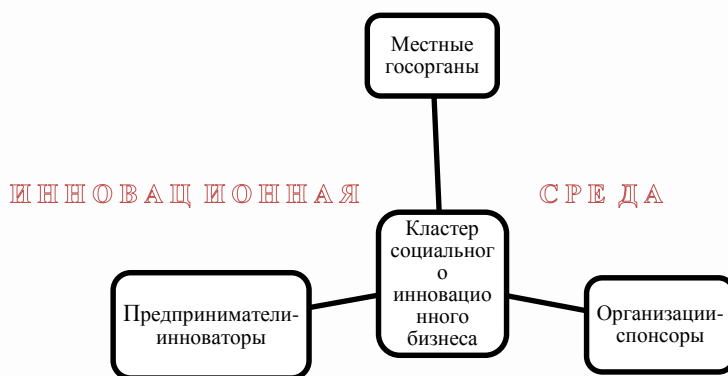 Местные
госорганы
ИННОВАЦИОННАЯ СРЕДА
Кластер
социальног
о
инновацио
нного
бизнеса
Предприниматели-
инноваторы
Организации-
спонсоры